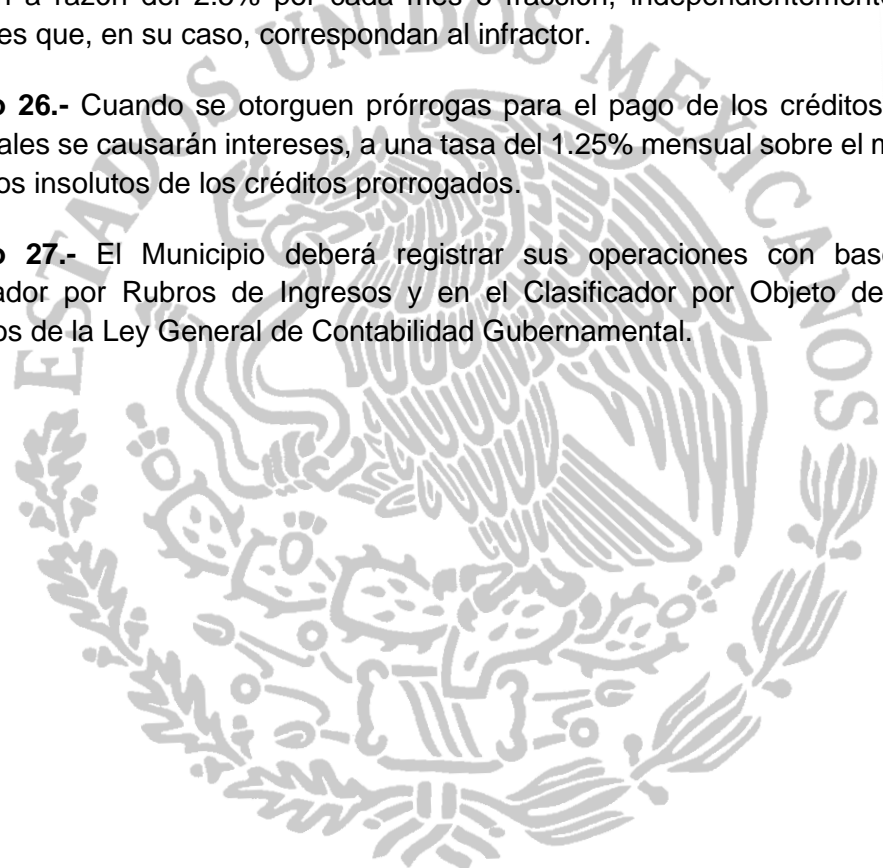 a razón del 2.5% por cada mes o fracción, independientemente
es que, en su caso, correspondan al infractor.
o 26.- Cuando se otorguen prórrogas para el pago de los créditos
ales se causarán intereses, a una tasa del 1.25% mensual sobre el m
os insolutos de los créditos prorrogados.
o 27.- El Municipio deberá registrar sus operaciones con bas
ador por Rubros de Ingresos y en el Clasificador por Objeto de
os de la Ley General de Contabilidad Gubernamental.
ESTADOS UNIDOS MEXICANOS